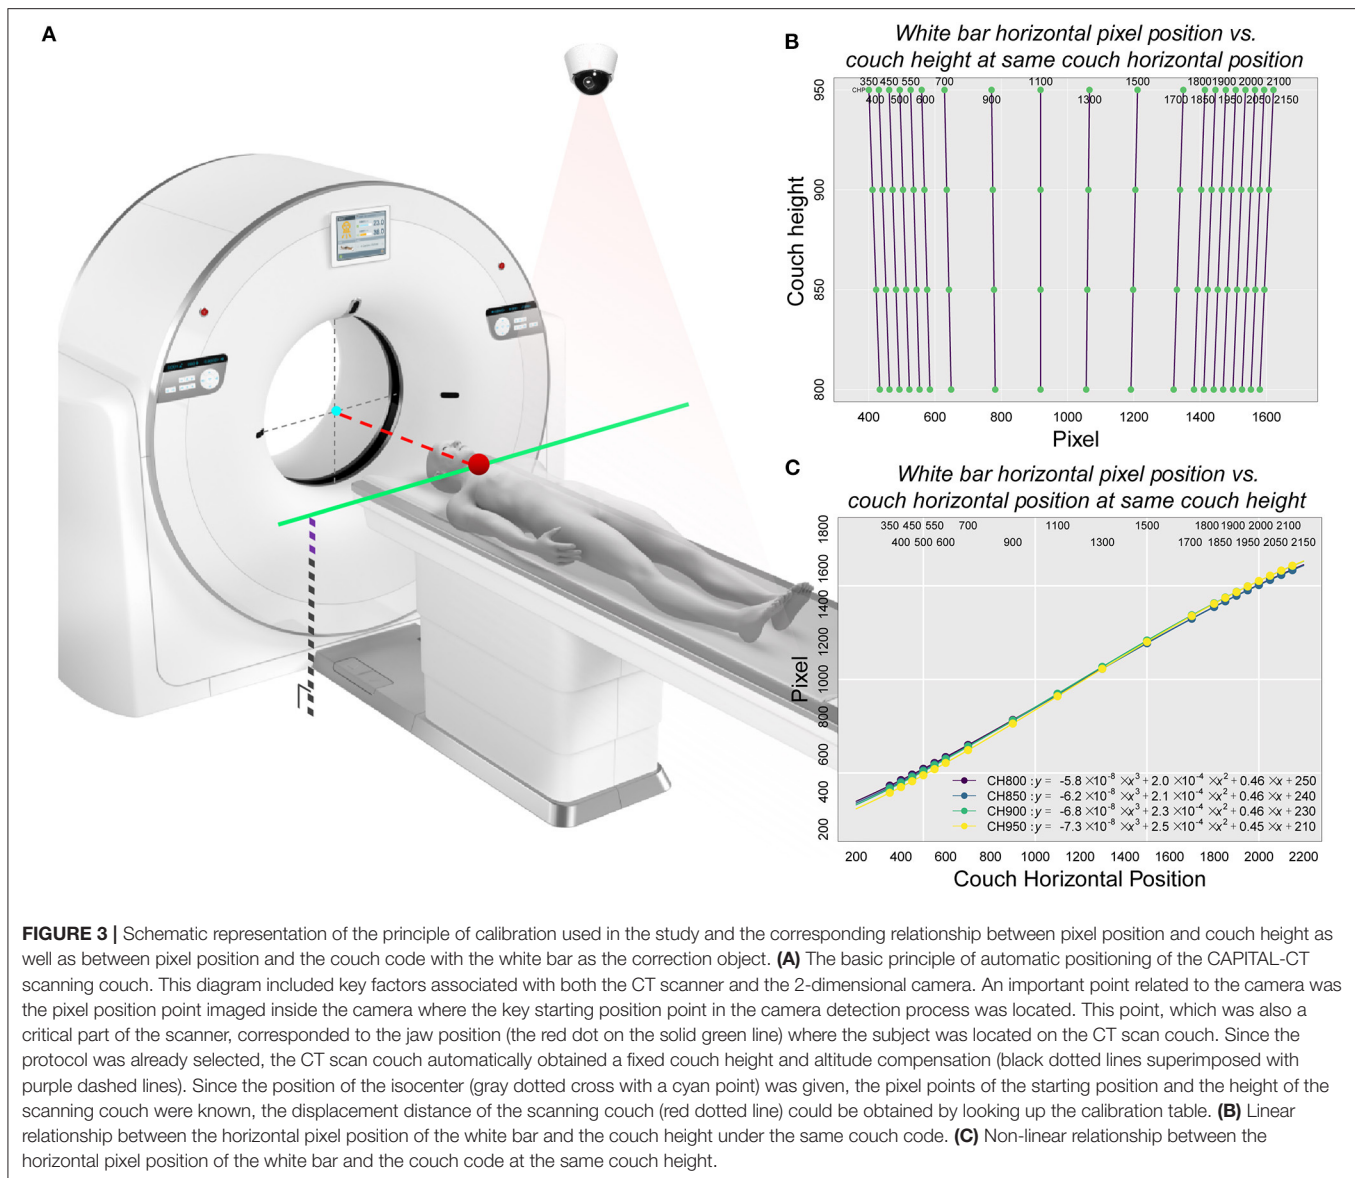 A
B
White bar horizontal pixel position vs.
couch height at same couch horizontal position
350 450 550 700 1100 1500 1800 1900 2000 2100
CHP
400 500 600 900 1300 1700 1850 1950 2050 2150
Couch height
950
900
850
800
400 600 800 1000 1200 1400 1600
Pixel
C
White bar horizontal pixel position vs.
couch horizontal position at same couch height
350 450 550 700 1100 1500 1800 1900 2000 2100
400 500 600 900 1300 1700 1850 1950 2050 2150
Pixel
1800
1600
1400
1200
1000
800
600
400
200
CH800 : y = -5.8 ×10⁻⁸ ×x³ + 2.0 ×10⁻⁴ ×x² + 0.46 ×x + 250
CH850 : y = -6.2 ×10⁻⁸ ×x³ + 2.1 ×10⁻⁴ ×x² + 0.46 ×x + 240
CH900 : y = -6.8 ×10⁻⁸ ×x³ + 2.3 ×10⁻⁴ ×x² + 0.46 ×x + 230
CH950 : y = -7.3 ×10⁻⁸ ×x³ + 2.5 ×10⁻⁴ ×x² + 0.45 ×x + 210
200 400 600 800 1000 1200 1400 1600 1800 2000 2200
Couch Horizontal Position
FIGURE 3 | Schematic representation of the principle of calibration used in the study and the corresponding relationship between pixel position and couch height as
well as between pixel position and the couch code with the white bar as the correction object. (A) The basic principle of automatic positioning of the CAPITAL-CT
scanning couch. This diagram included key factors associated with both the CT scanner and the 2-dimensional camera. An important point related to the camera was
the pixel position point imaged inside the camera where the key starting position point in the camera detection process was located. This point, which was also a
critical part of the scanner, corresponded to the jaw position (the red dot on the solid green line) where the subject was located on the CT scan couch. Since the
protocol was already selected, the CT scan couch automatically obtained a fixed couch height and altitude compensation (black dotted lines superimposed with
purple dashed lines). Since the position of the isocenter (gray dotted cross with a cyan point) was given, the pixel points of the starting position and the height of the
scanning couch were known, the displacement distance of the scanning couch (red dotted line) could be obtained by looking up the calibration table. (B) Linear
relationship between the horizontal pixel position of the white bar and the couch height under the same couch code. (C) Non-linear relationship between the
horizontal pixel position of the white bar and the couch code at the same couch height.